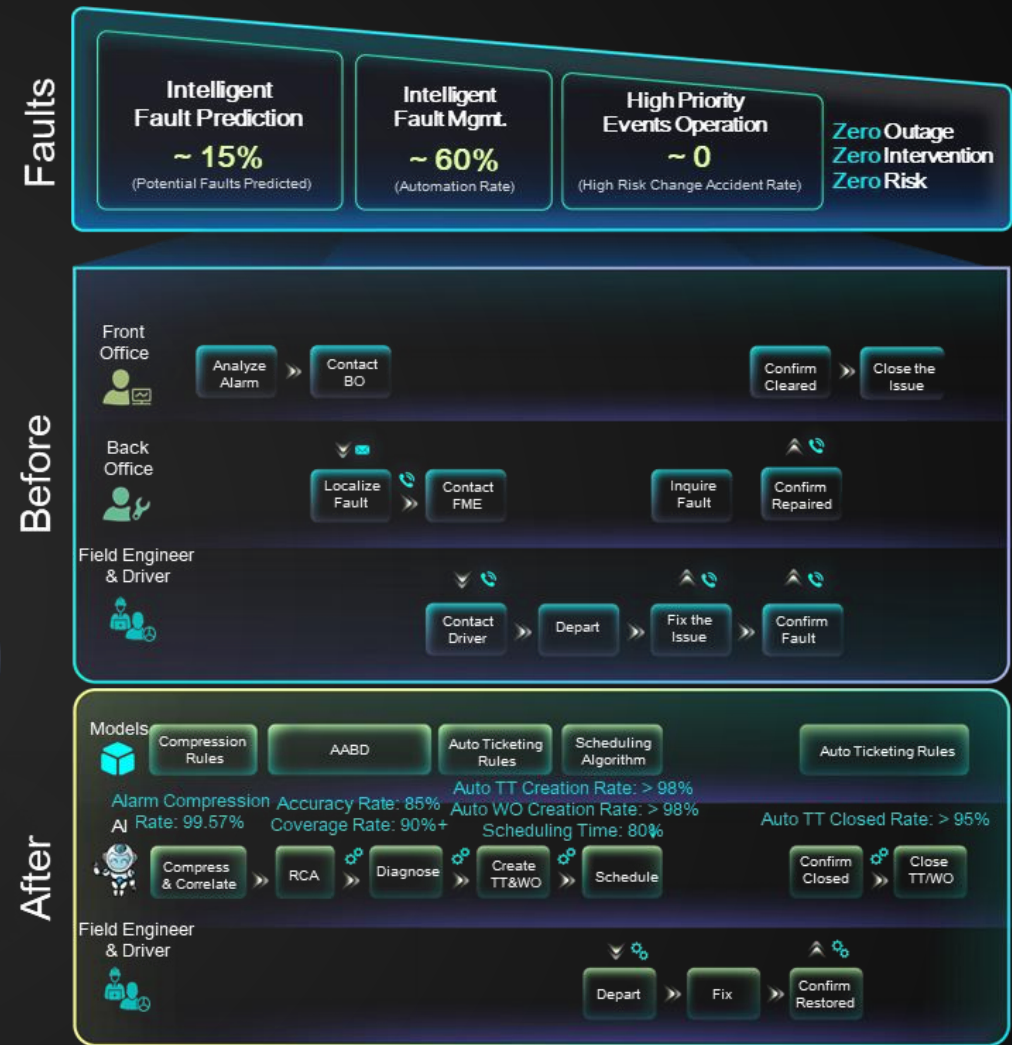 Faults
Intelligent
Fault Prediction
~ 15%
(Potential Faults Predicted)
Intelligent
Fault Mgmt.
~ 60%
(Automation Rate)
High Priority
Events Operation
~ 0
(High Risk Change Accident Rate)
Zero Outage
Zero Intervention
Zero Risk
Before
Front
Office
Analyze
Alarm
Contact
BO
Confirm
Cleared
Close the
Issue
Back
Office
Localize
Fault
Contact
FME
Inquire
Fault
Confirm
Repaired
Field Engineer
& Driver
Contact
Driver
Depart
Fix the
Issue
Confirm
Fault
After
Models
Compression
Rules
AABD
Auto Ticketing
Rules
Scheduling
Algorithm
Auto Ticketing Rules
Alarm Compression
Rate: 99.57%
Accuracy Rate: 85%
Coverage Rate: 90%+
Auto TT Creation Rate: > 98%
Auto WO Creation Rate: > 98%
Scheduling Time: 80%
Auto TT Closed Rate: > 95%
AI
Compress
& Correlate
RCA
Diagnose
Create
TT&WO
Schedule
Confirm
Closed
Close
TT/WO
Field Engineer
& Driver
Depart
Fix
Confirm
Restored